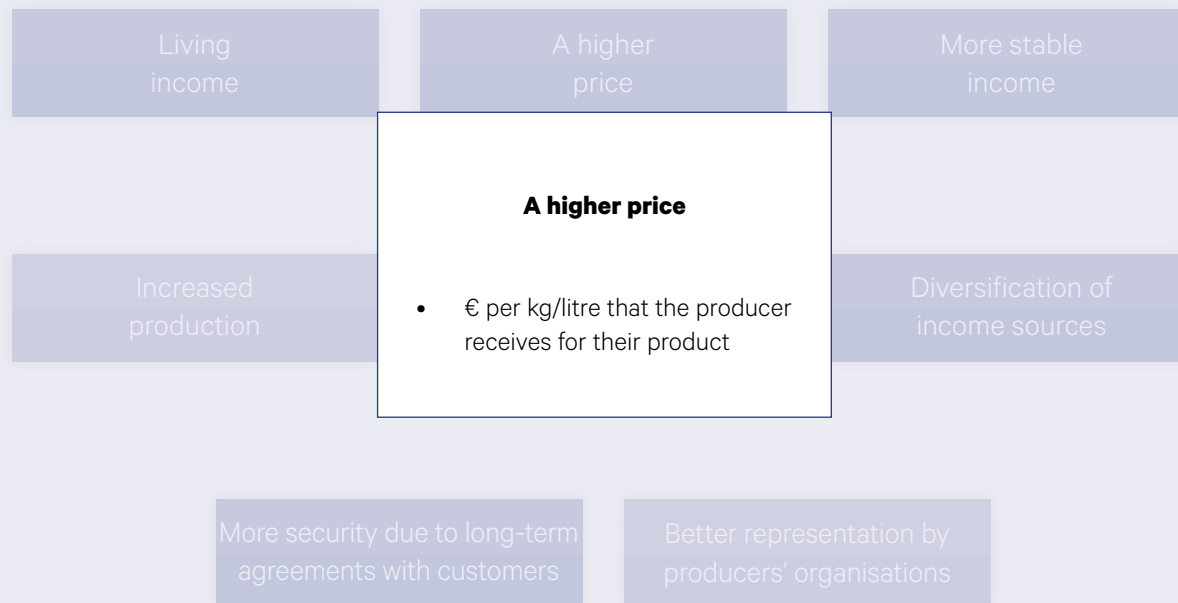 Living
income
A higher
price
More stable
income
A higher price
• € per kg/litre that the producer
receives for their product
Increased
production
Diversification of
income sources
More security due to long-term
agreements with customers
Better representation by
producers’ organisations